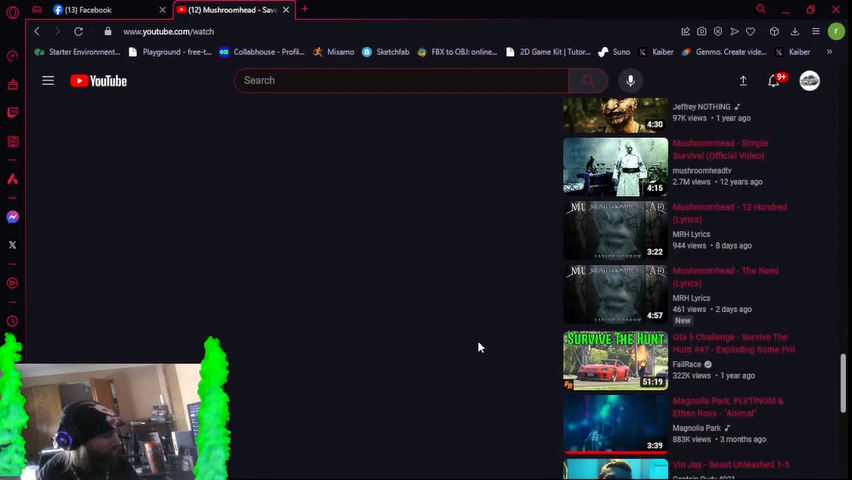 (13) Facebook
(12) Mushroomhead - Sav
www.youtube.com/watch
Starter Environment...
Playground - free-t...
Collabhouse - Profil...
Mixamo
Sketchfab
FBX to OBJ: online...
2D Game Kit | Tutor...
Suno
Kaiber
Genmo. Create vide...
Kaiber
YouTube
Search
9+
r
4:30
Jeffrey NOTHING
97K views • 1 year ago
Mushroomhead - Simple
Survival (Official Video)
mushroomheadtv
2.7M views • 12 years ago
4:15
Mushroomhead - 12 Hundred
(Lyrics)
MRH Lyrics
944 views • 8 days ago
3:22
Mushroomhead - The Need
(Lyrics)
MRH Lyrics
461 views • 2 days ago
New
4:57
SURVIVE THE HUNT
51:19
Gta 5 Challenge - Survive The
Hunt #47 - Exploding Some Pril
FailRace
322K views • 1 year ago
Magnolia Park, PLVTINUM &
Ethan Ross - "Animal"
Magnolia Park
883K views • 3 months ago
3:39
Vin Jay - Beast Unleashed 1-5